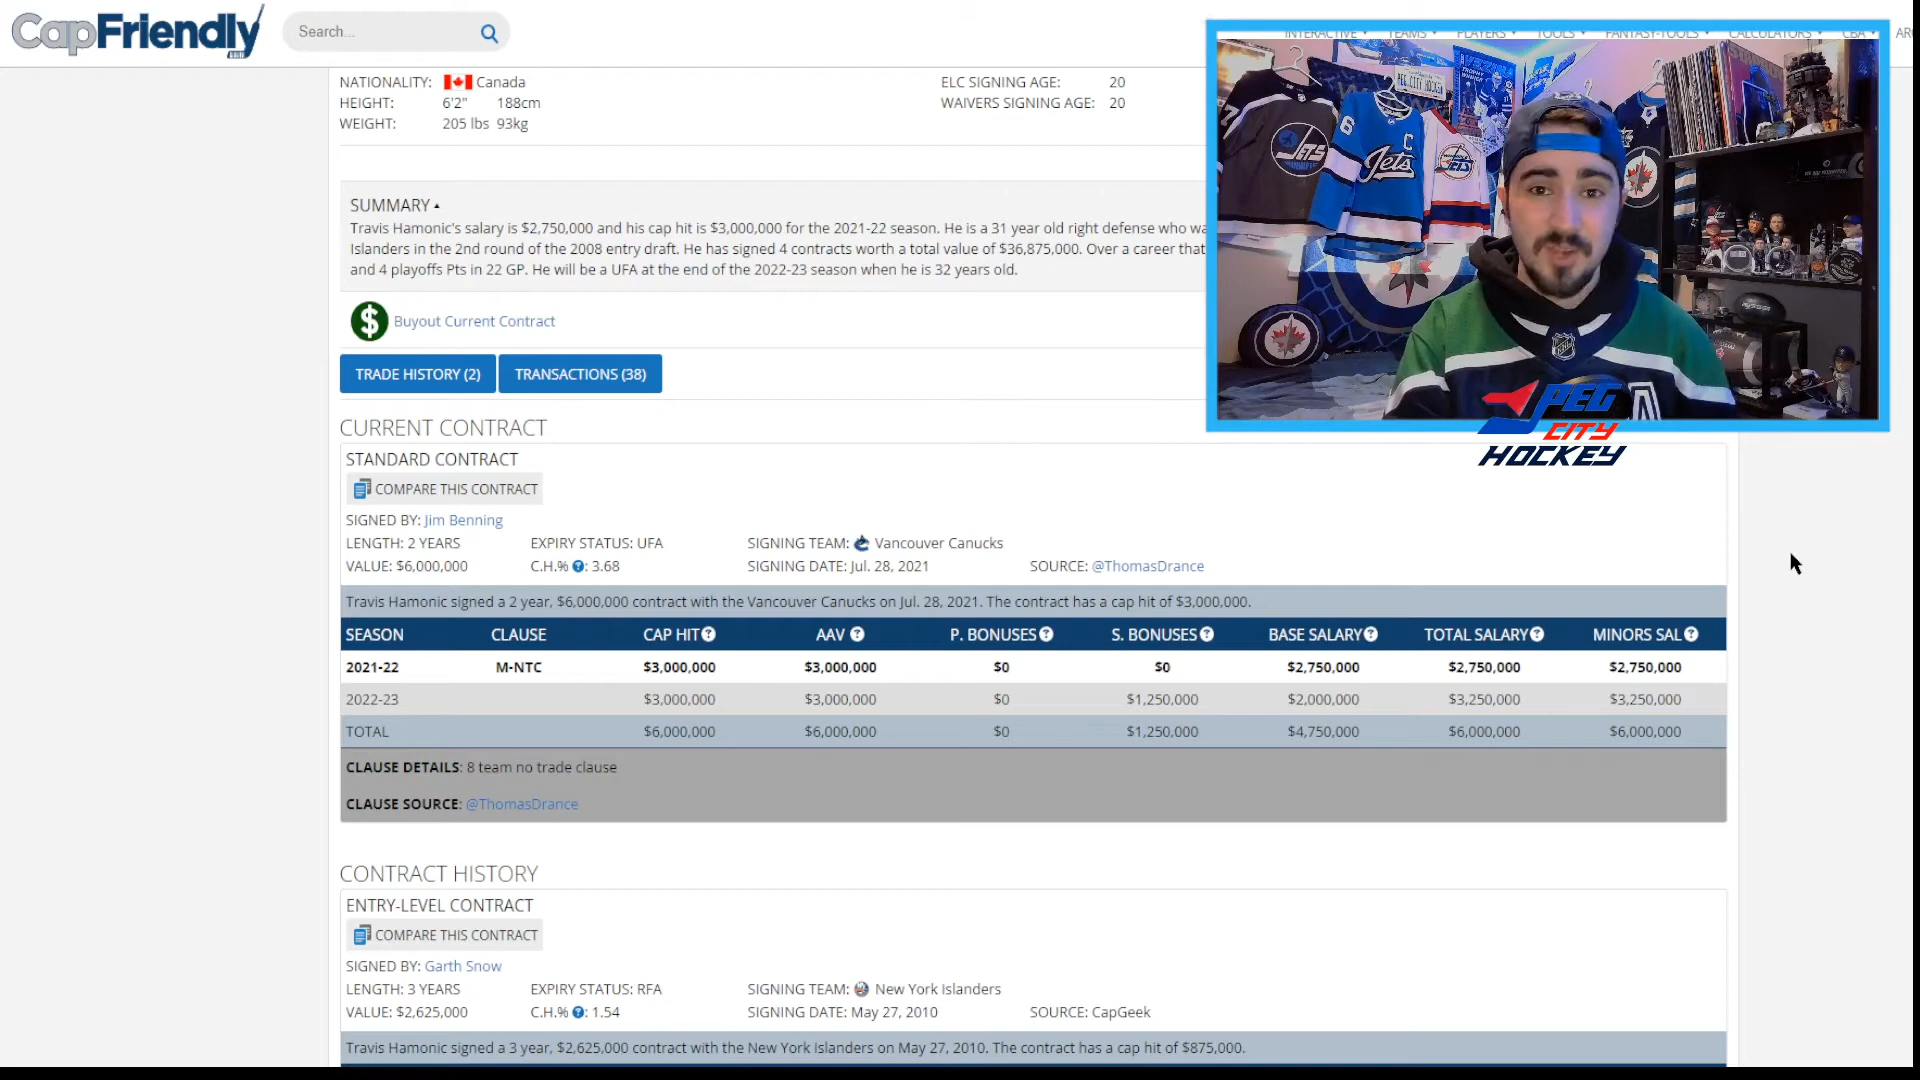 CapFriendly
Search...
INTERACTIVE TEAMS PLAYERS TOOLS FANTASY-TOOLS CALCULATORS CBA
NATIONALITY: Canada
ELC SIGNING AGE: 20
HEIGHT: 6'2" 188cm
WAIVERS SIGNING AGE: 20
WEIGHT: 205 lbs 93kg
SUMMARY
Travis Hamonic's salary is $2,750,000 and his cap hit is $3,000,000 for the 2021-22 season. He is a 31 year old right defense who
Islanders in the 2nd round of the 2008 entry draft. He has signed 4 contracts worth a total value of $36,875,000. Over a career that
and 4 playoffs Pts in 22 GP. He will be a UFA at the end of the 2022-23 season when he is 32 years old.
$ Buyout Current Contract
TRADE HISTORY (2) TRANSACTIONS (38)
PEG CITY HOCKEY
Jets
C
6
A
NHL
PEG
CITY
HOCKEY
CURRENT CONTRACT
STANDARD CONTRACT
COMPARE THIS CONTRACT
SIGNED BY: Jim Benning
LENGTH: 2 YEARS EXPIRY STATUS: UFA SIGNING TEAM: Vancouver Canucks
VALUE: $6,000,000 C.H.% ?: 3.68 SIGNING DATE: Jul. 28, 2021 SOURCE: @ThomasDrance
Travis Hamonic signed a 2 year, $6,000,000 contract with the Vancouver Canucks on Jul. 28, 2021. The contract has a cap hit of $3,000,000.
SEASON CLAUSE CAP HIT ? AAV ? P. BONUSES ? S. BONUSES ? BASE SALARY ? TOTAL SALARY ? MINORS SAL ?
2021-22 M-NTC $3,000,000 $3,000,000 $0 $0 $2,750,000 $2,750,000 $2,750,000
2022-23 $3,000,000 $3,000,000 $0 $1,250,000 $2,000,000 $3,250,000 $3,250,000
TOTAL $6,000,000 $6,000,000 $0 $1,250,000 $4,750,000 $6,000,000 $6,000,000
CLAUSE DETAILS: 8 team no trade clause
CLAUSE SOURCE: @ThomasDrance
CONTRACT HISTORY
ENTRY-LEVEL CONTRACT
COMPARE THIS CONTRACT
SIGNED BY: Garth Snow
LENGTH: 3 YEARS EXPIRY STATUS: RFA SIGNING TEAM: New York Islanders
VALUE: $2,625,000 C.H.% ?: 1.54 SIGNING DATE: May 27, 2010 SOURCE: CapGeek
Travis Hamonic signed a 3 year, $2,625,000 contract with the New York Islanders on May 27, 2010. The contract has a cap hit of $875,000.